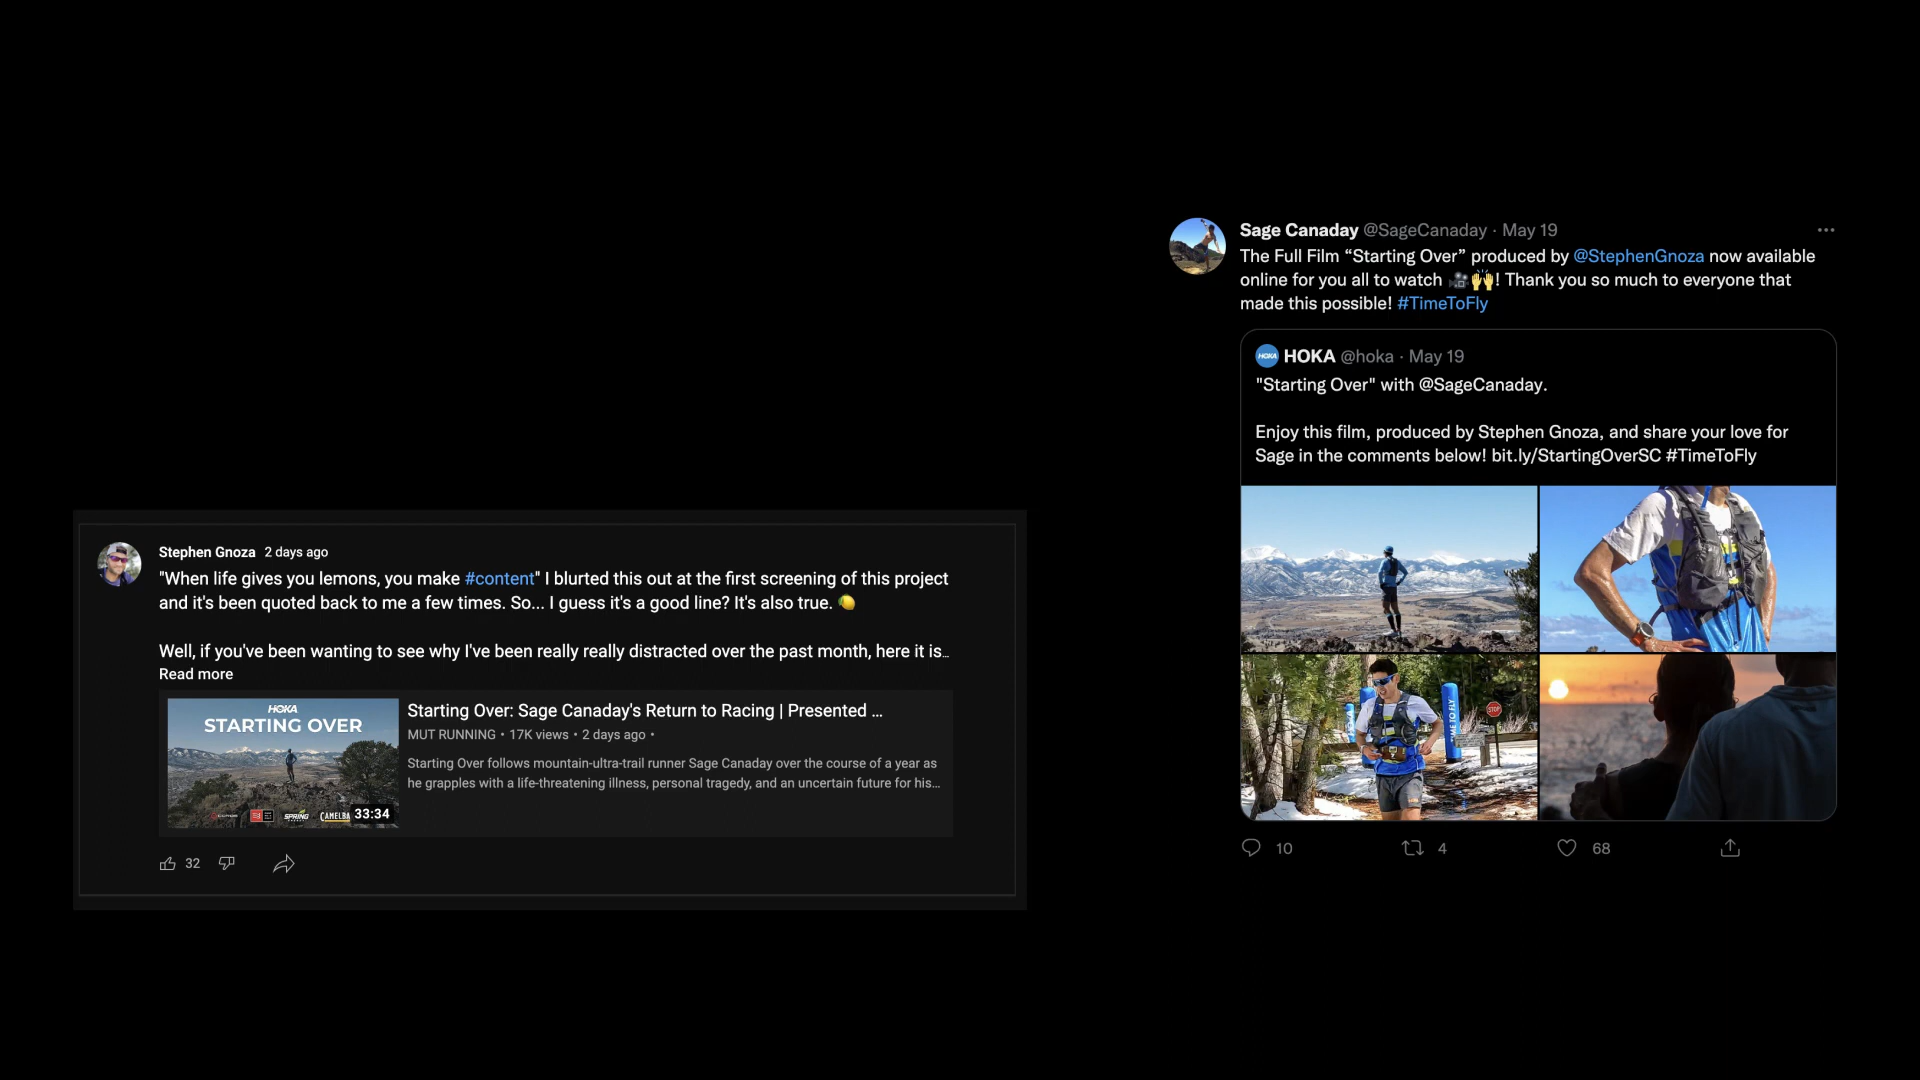 Stephen Gnoza 2 days ago
"When life gives you lemons, you make #content" I blurted this out at the first screening of this project
and it's been quoted back to me a few times. So... I guess it's a good line? It's also true. 🍋
Well, if you've been wanting to see why I've been really really distracted over the past month, here it is...
Read more
HOKA
STARTING OVER
SPRING
CAMELBA
33:34
Starting Over: Sage Canaday's Return to Racing | Presented ...
MUT RUNNING • 17K views • 2 days ago •
Starting Over follows mountain-ultra-trail runner Sage Canaday over the course of a year as
he grapples with a life-threatening illness, personal tragedy, and an uncertain future for his...
32
Sage Canaday @SageCanaday · May 19
The Full Film “Starting Over” produced by @StephenGnoza now available
online for you all to watch 🎥🙌! Thank you so much to everyone that
made this possible! #TimeToFly
HOKA HOKA @hoka · May 19
"Starting Over" with @SageCanaday.
Enjoy this film, produced by Stephen Gnoza, and share your love for
Sage in the comments below! bit.ly/StartingOverSC #TimeToFly
STOP
ME TO FLY
10 4 68